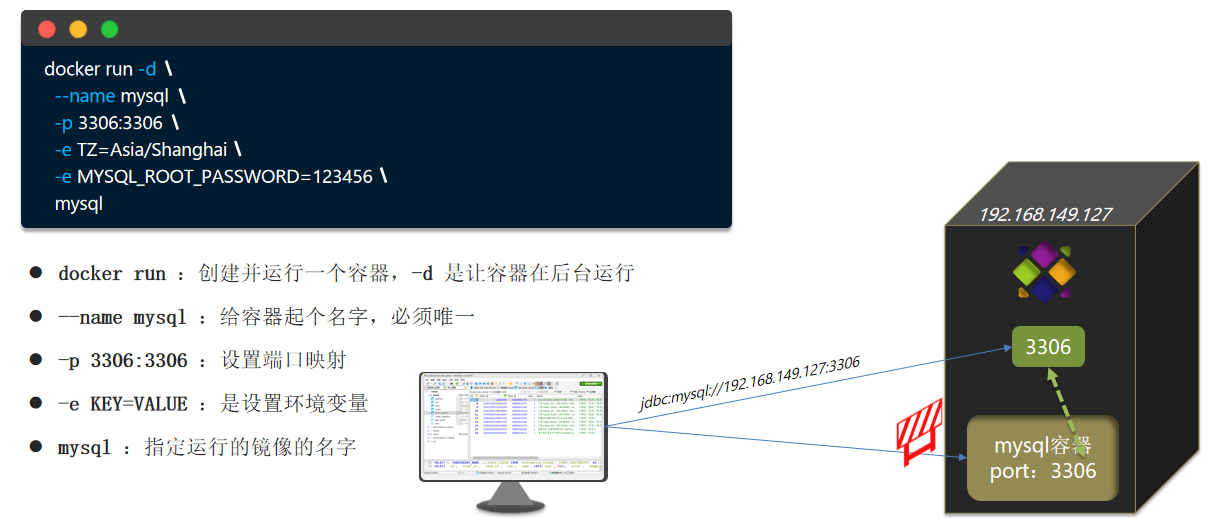 docker run -d \
--name mysql \
-p 3306:3306 \
-e TZ=Asia/Shanghai \
-e MYSQL_ROOT_PASSWORD=123456 \
mysql
● docker run ：创建并运行一个容器，-d 是让容器在后台运行
● --name mysql ：给容器起个名字，必须唯一
● -p 3306:3306 ：设置端口映射
● -e KEY=VALUE ：是设置环境变量
● mysql ：指定运行的镜像的名字
jdbc:mysql://192.168.149.127:3306
192.168.149.127
3306
mysql容器
port：3306